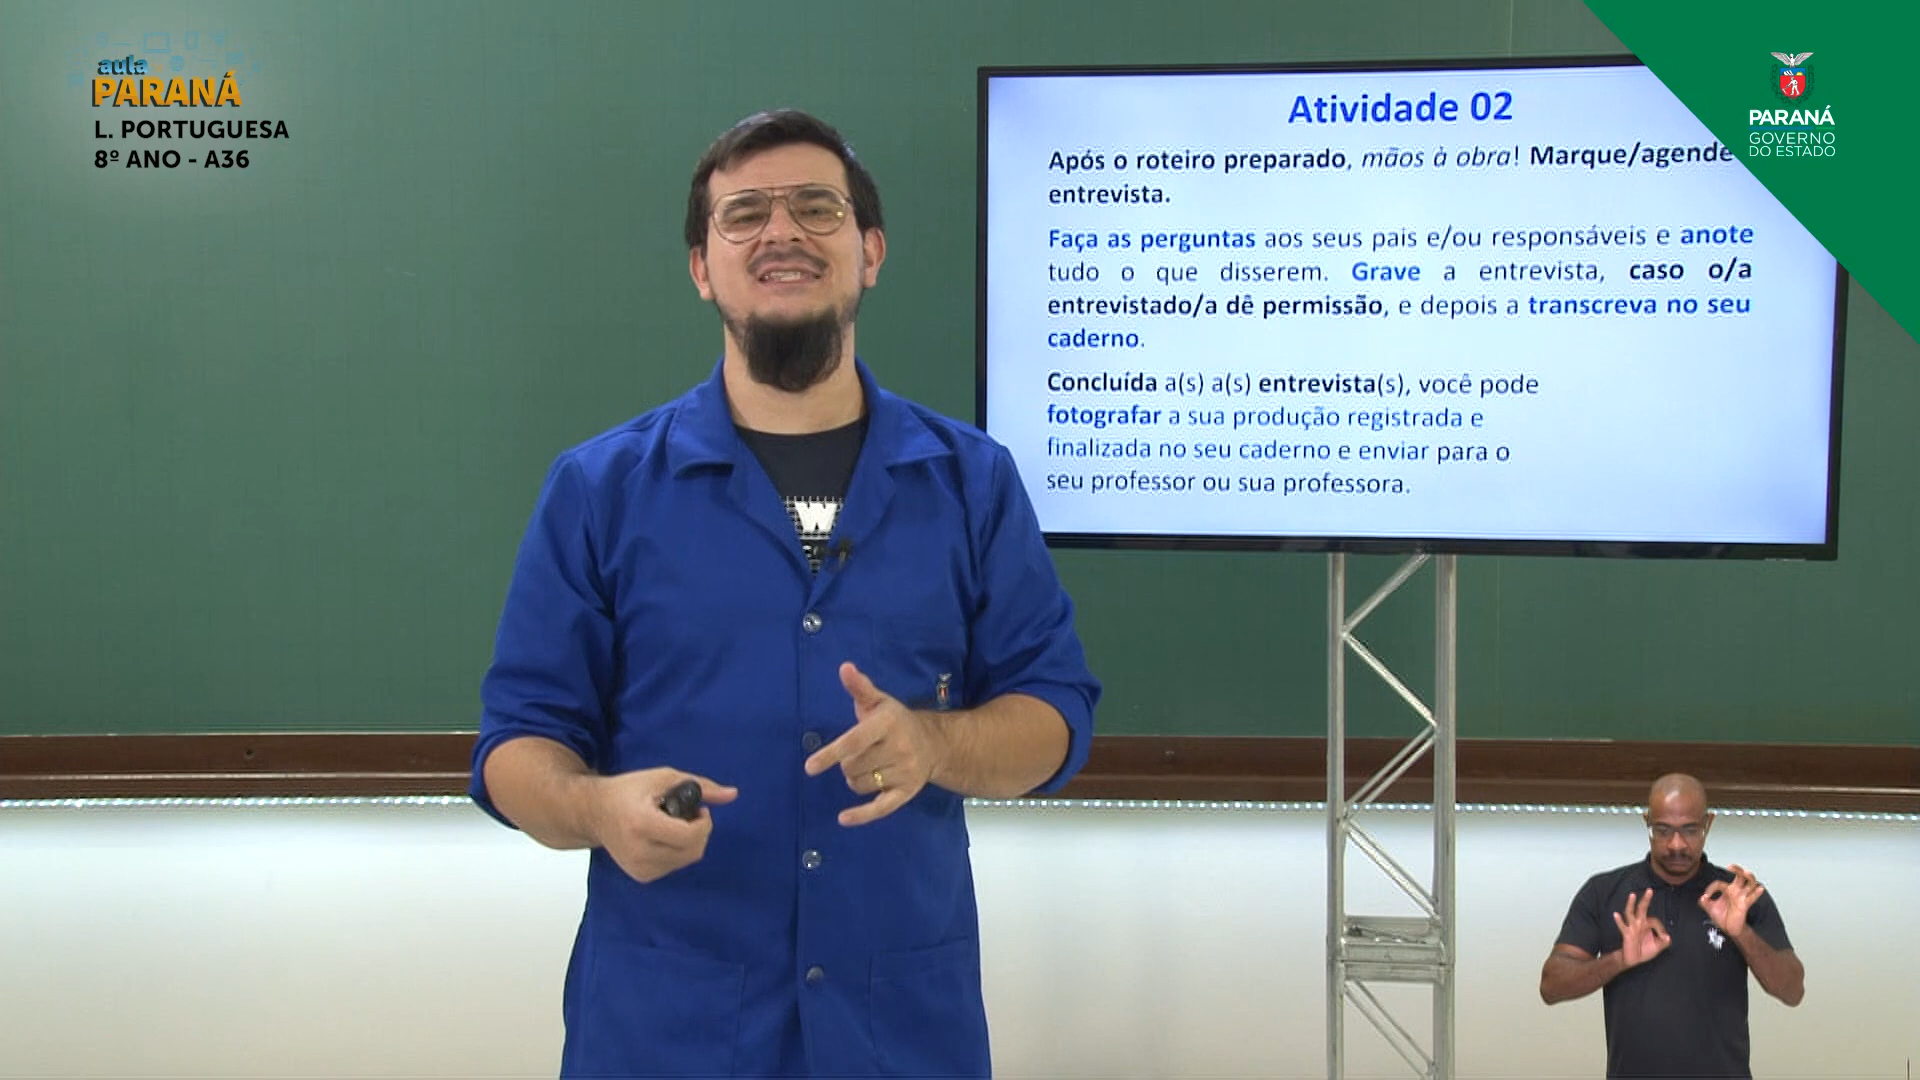 aula
PARANÁ
L. PORTUGUESA
8º ANO - A36
Atividade 02
Após o roteiro preparado, mãos à obra! Marque/agende
entrevista.
Faça as perguntas aos seus pais e/ou responsáveis e anote
tudo o que disserem. Grave a entrevista, caso o/a
entrevistado/a dê permissão, e depois a transcreva no seu
caderno.
Concluída a(s) a(s) entrevista(s), você pode
fotografar a sua produção registrada e
finalizada no seu caderno e enviar para o
seu professor ou sua professora.
PARANÁ
GOVERNO
DO ESTADO
W